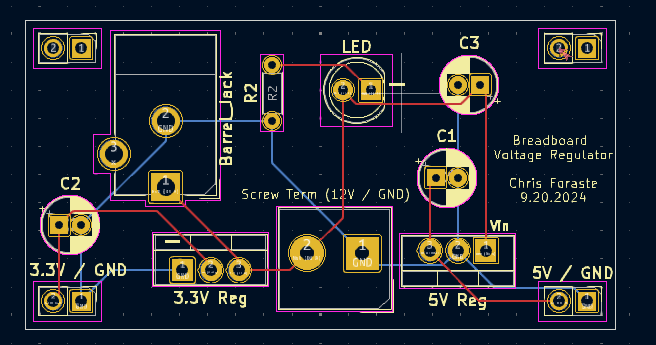 LED
C3
2 1
2 1
R2
R2
Barrel Jack
2
GND
1
C1
Breadboard
Voltage Regulator
3
Chris Faraste
9.20.2024
1
C2
Screw Term (12V / GND)
Vin
2
1
GND
3.3V / GND
5V / GND
3.3V Reg
5V Reg
1
1